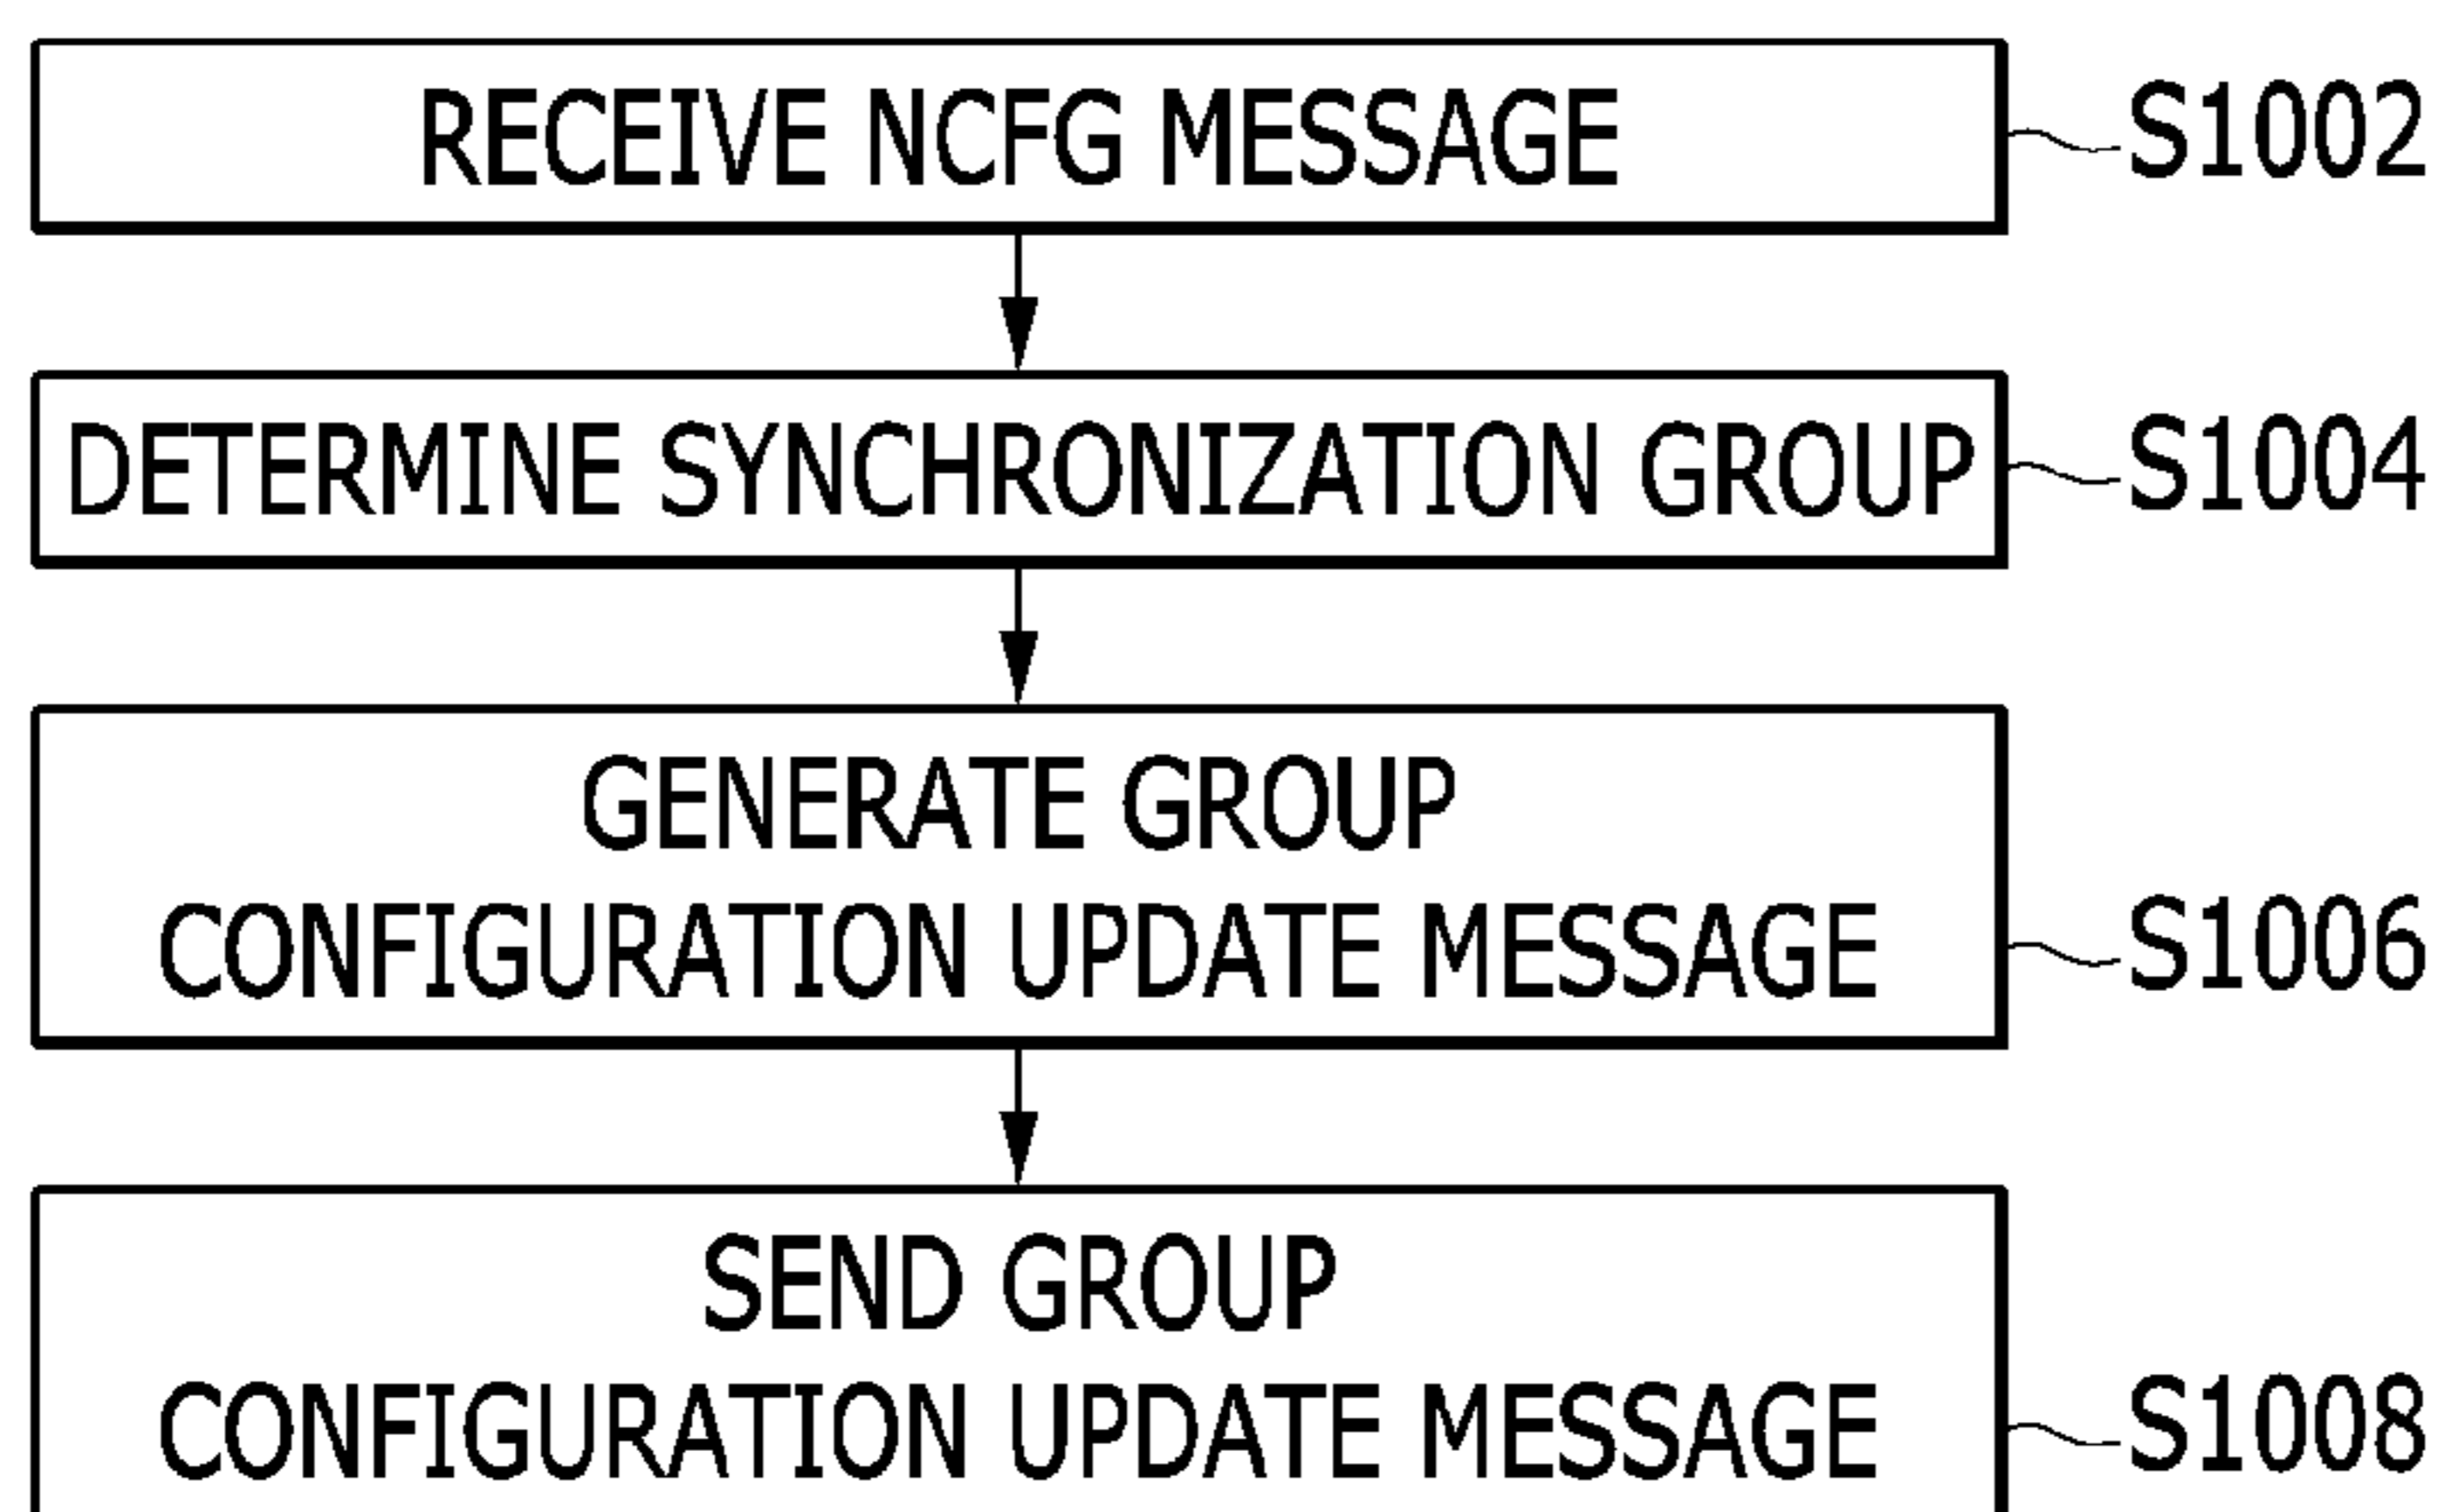 RECEIVE NCFG MESSAGE S1002
DETERMINE SYNCHRONIZATION GROUP S1004
GENERATE GROUP
CONFIGURATION UPDATE MESSAGE S1006
SEND GROUP
CONFIGURATION UPDATE MESSAGE S1008